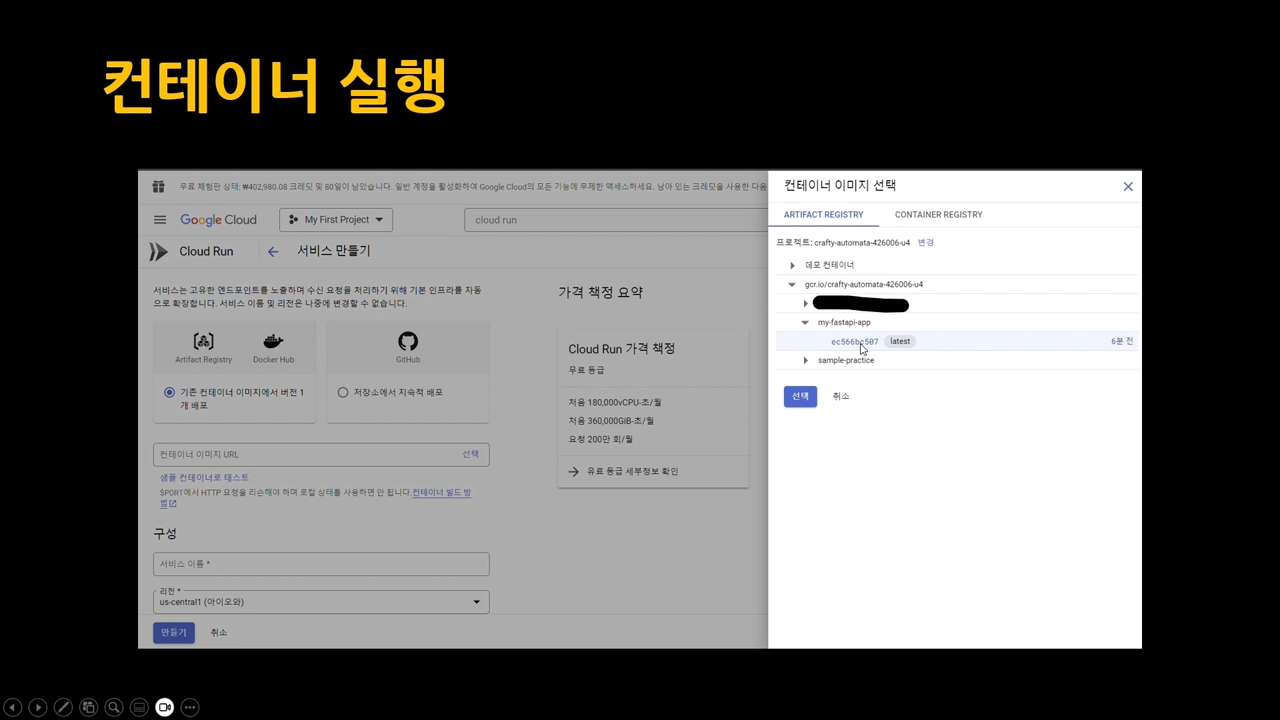 컨테이너 실행
무료 체험판 상태: ₩402,980.08 크레딧 및 80일이 남았습니다. 일반 계정을 활성화하여 Google Cloud의 모든 기능에 무제한 액세스하세요. 남아 있는 크레딧을 사용한 다음
Google Cloud
My First Project
cloud run
Cloud Run
서비스 만들기
서비스는 고유한 엔드포인트를 노출하며 수신 요청을 처리하기 위해 기본 인프라를 자동
으로 확장합니다. 서비스 이름 및 리전은 나중에 변경할 수 없습니다.
Artifact Registry
Docker Hub
GitHub
기존 컨테이너 이미지에서 버전 1
개 배포
저장소에서 지속적 배포
컨테이너 이미지 URL
선택
샘플 컨테이너로 테스트
$PORT에서 HTTP 요청을 리슨해야 하며 로컬 상태를 사용하면 안 됩니다.컨테이너 빌드 방
법
구성
서비스 이름 *
리전 *
us-central1 (아이오와)
만들기
취소
가격 책정 요약
Cloud Run 가격 책정
무료 등급
처음 180,000vCPU-초/월
처음 360,000GiB-초/월
요청 200만 회/월
유료 등급 세부정보 확인
컨테이너 이미지 선택
ARTIFACT REGISTRY
CONTAINER REGISTRY
프로젝트: crafty-automata-426006-u4 변경
데모 컨테이너
gcr.io/crafty-automata-426006-u4
my-fastapi-app
ec566bc507 latest 6분 전
sample-practice
선택
취소